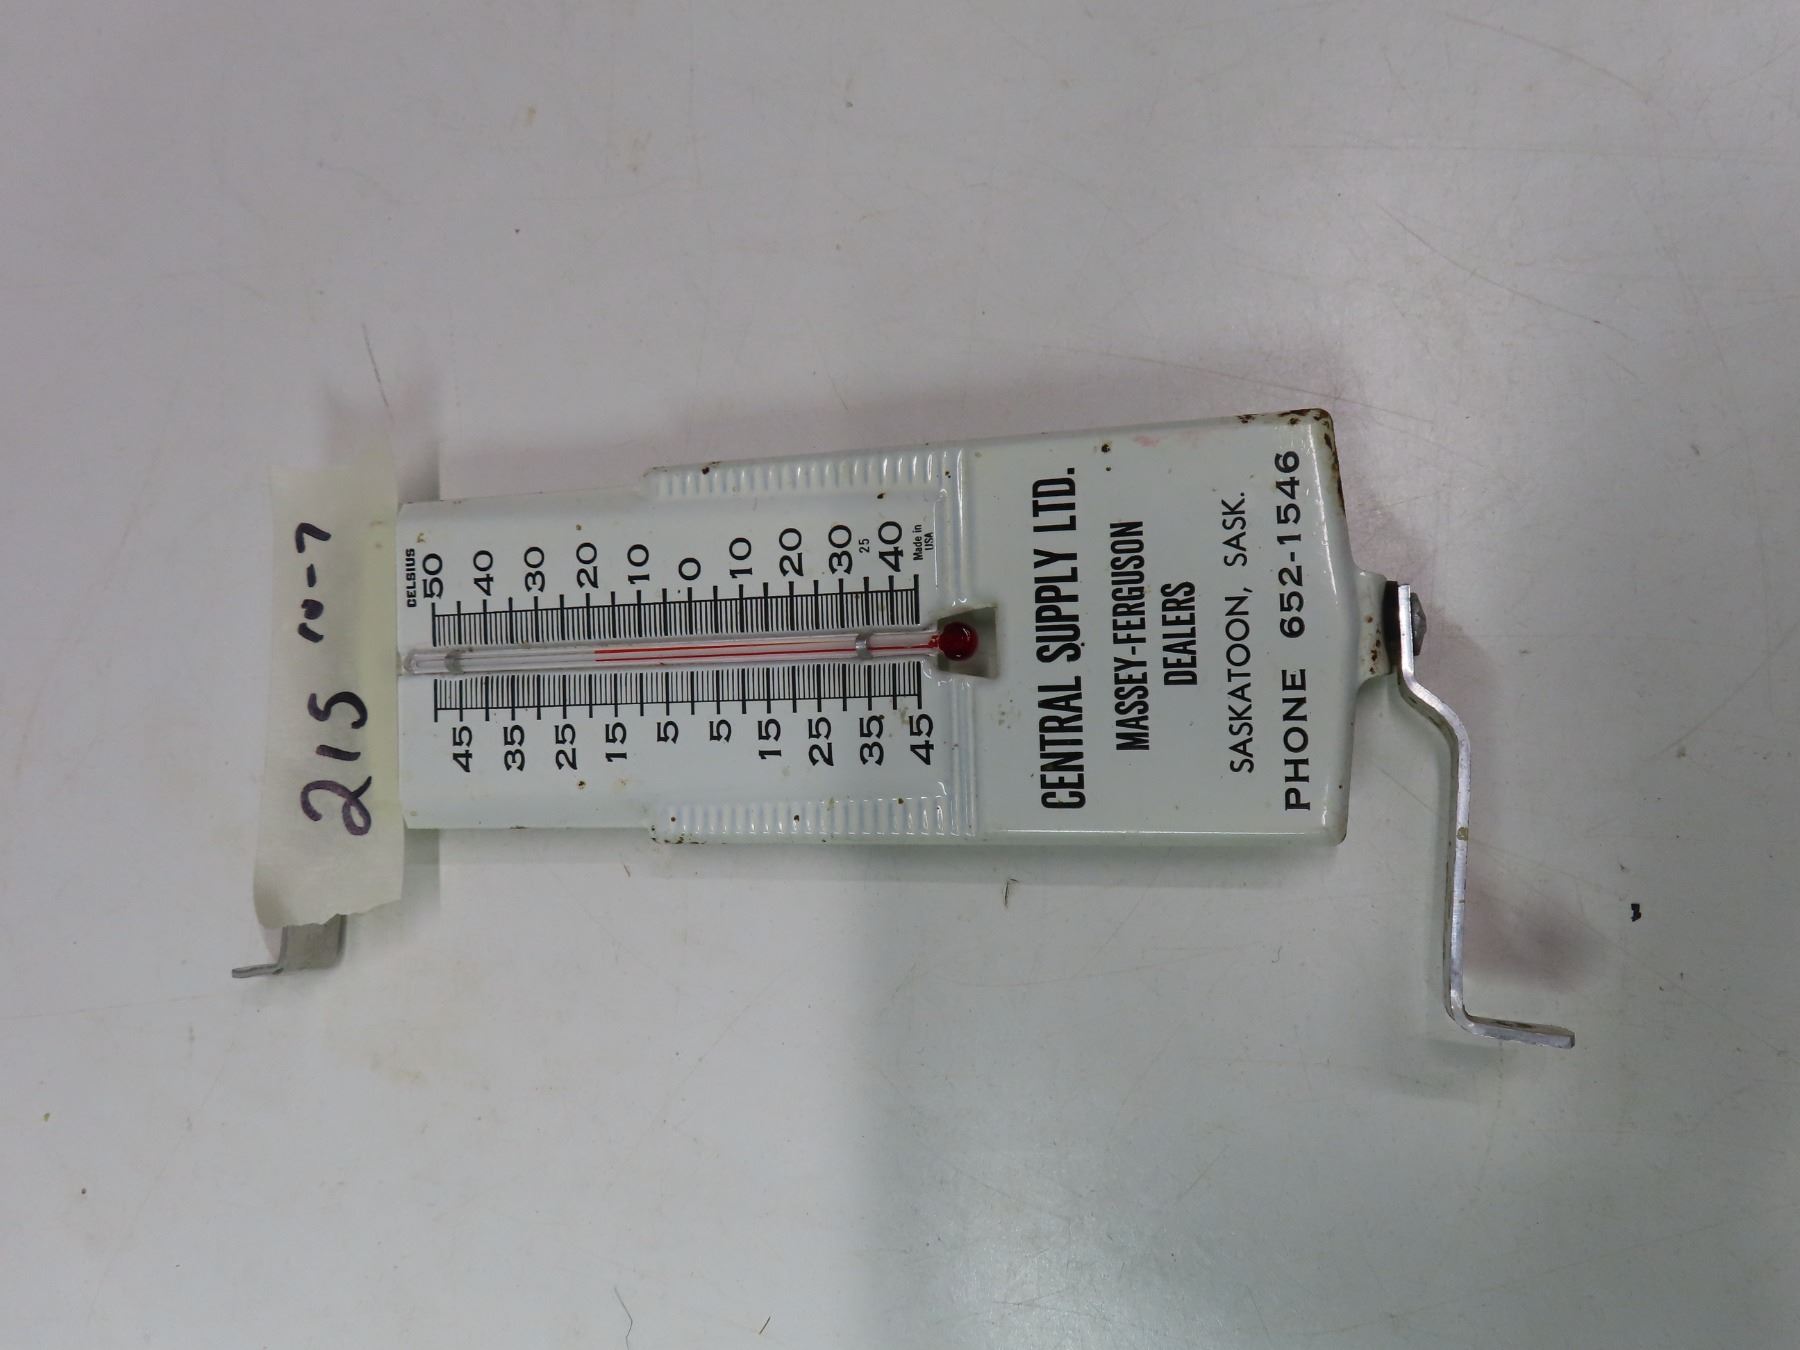 215 10-7
CELSIUS
50
45
40
35
30
25
20
15
10
5
0
5
10
15
20
25
30
35
25
40
45
Made in
USA
CENTRAL SUPPLY LTD.
MASSEY-FERGUSON
DEALERS
SASKATOON, SASK.
PHONE 652-1546